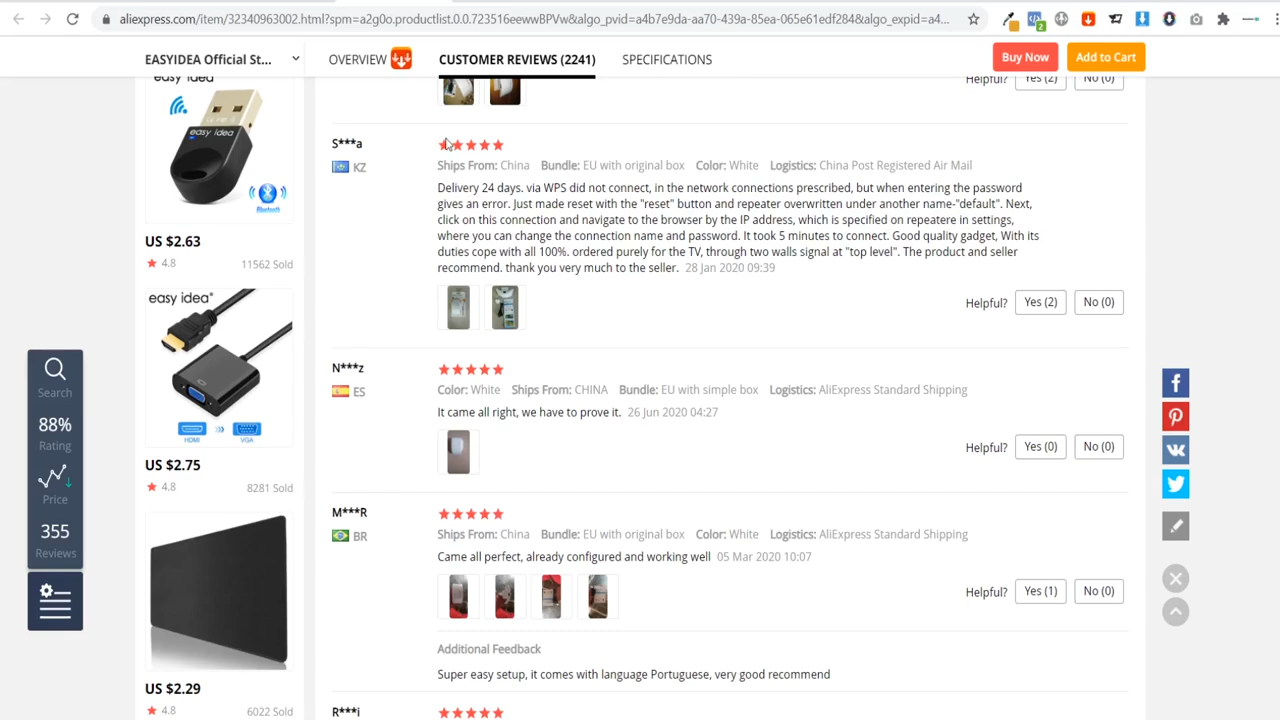 aliexpress.com/item/32340963002.html?spm=a2g0o.productlist.0.0.723516eewwBPVw&algo_pvid=a4b7e9da-aa70-439a-85ea-065e61edf284&algo_expid=a4...
2
EASYIDEA Official St...
OVERVIEW
CUSTOMER REVIEWS (2241)
SPECIFICATIONS
Buy Now
Add to Cart
easy idea
easy idea
Bluetooth
US $2.63
4.8
11562 Sold
easy idea®
HDMI
VGA
US $2.75
4.8
8281 Sold
US $2.29
4.8
6022 Sold
Search
88%
Rating
Price
355
Reviews
Helpful? Yes (2) No (0)
S***a
KZ
Ships From: China Bundle: EU with original box Color: White Logistics: China Post Registered Air Mail
Delivery 24 days. via WPS did not connect, in the network connections prescribed, but when entering the password
gives an error. Just made reset with the "reset" button and repeater overwritten under another name-"default". Next,
click on this connection and navigate to the browser by the IP address, which is specified on repeatere in settings,
where you can change the connection name and password. It took 5 minutes to connect. Good quality gadget, With its
duties cope with all 100%. ordered purely for the TV, through two walls signal at "top level". The product and seller
recommend. thank you very much to the seller. 28 Jan 2020 09:39
Helpful? Yes (2) No (0)
N***z
ES
Color: White Ships From: CHINA Bundle: EU with simple box Logistics: AliExpress Standard Shipping
It came all right, we have to prove it. 26 Jun 2020 04:27
Helpful? Yes (0) No (0)
M***R
BR
Ships From: China Bundle: EU with original box Color: White Logistics: AliExpress Standard Shipping
Came all perfect, already configured and working well 05 Mar 2020 10:07
Helpful? Yes (1) No (0)
Additional Feedback
Super easy setup, it comes with language Portuguese, very good recommend
R***i